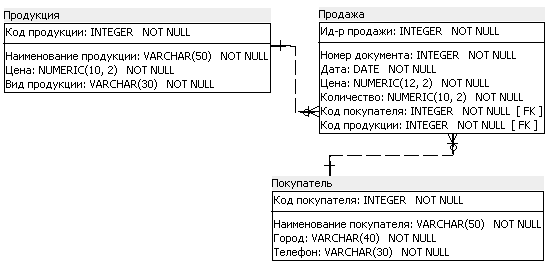 Продукция
Код продукции: INTEGER NOT NULL
Наименование продукции: VARCHAR(50) NOT NULL
Цена: NUMERIC(10, 2) NOT NULL
Вид продукции: VARCHAR(30) NOT NULL
Продажа
Ид-р продажи: INTEGER NOT NULL
Номер документа: INTEGER NOT NULL
Дата: DATE NOT NULL
Цена: NUMERIC(12, 2) NOT NULL
Количество: NUMERIC(10, 2) NOT NULL
Код покупателя: INTEGER NOT NULL [ FK ]
Код продукции: INTEGER NOT NULL [ FK ]
Покупатель
Код покупателя: INTEGER NOT NULL
Наименование покупателя: VARCHAR(50) NOT NULL
Город: VARCHAR(40) NOT NULL
Телефон: VARCHAR(30) NOT NULL